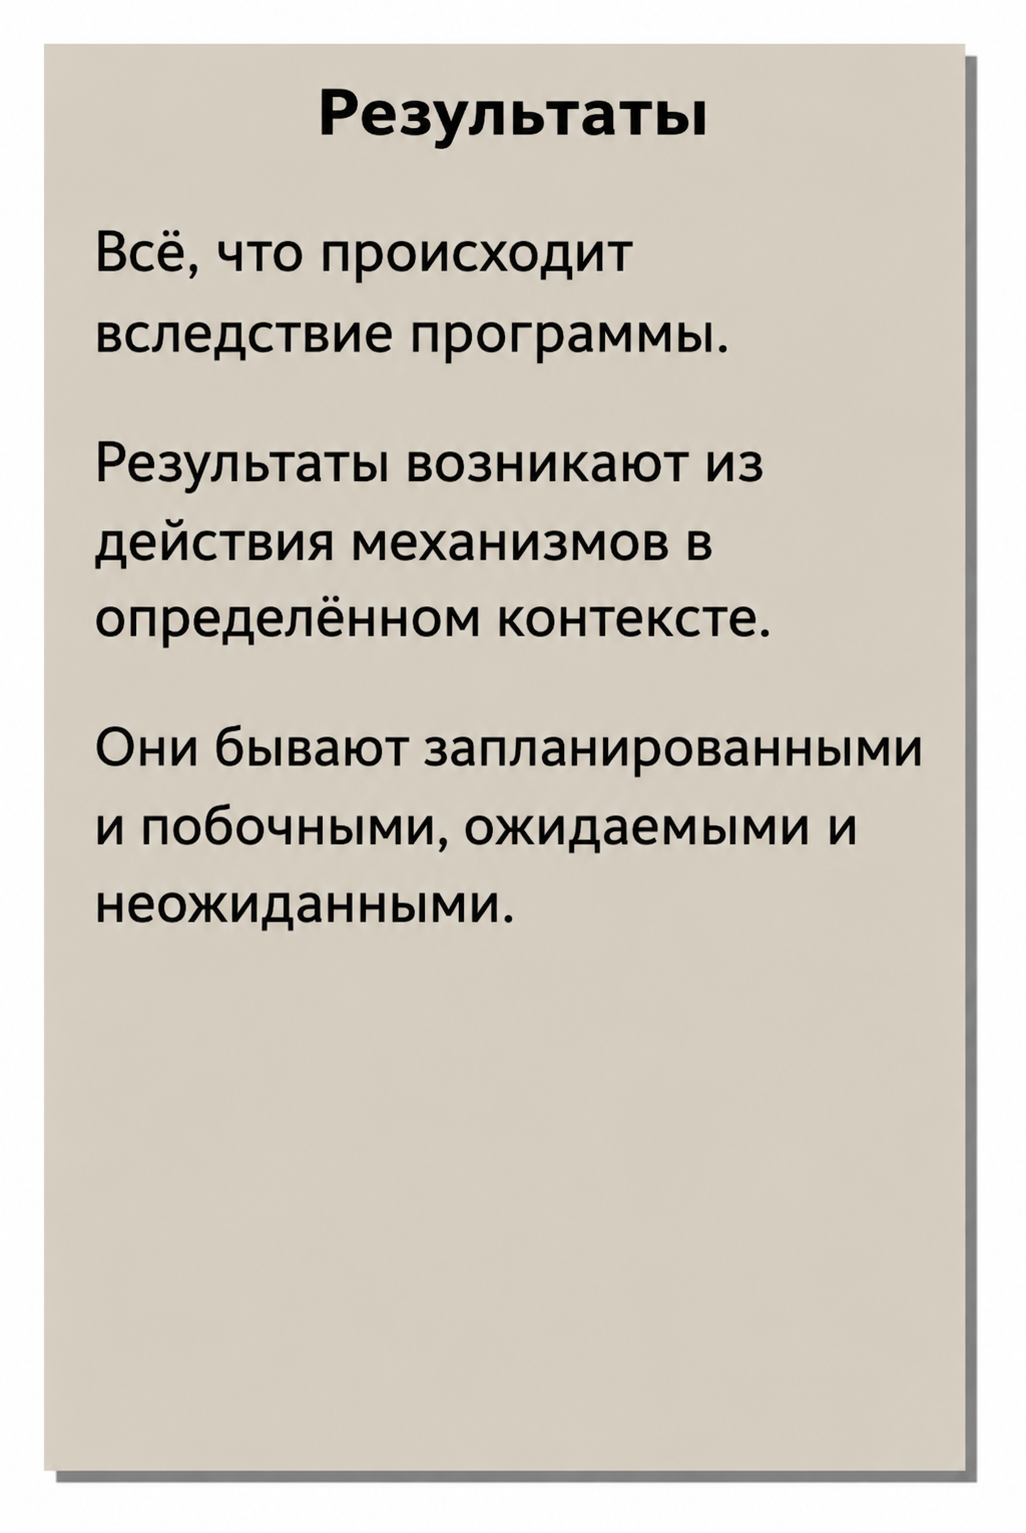 Результаты
Всё, что происходит
вследствие программы.
Результаты возникают из
действия механизмов в
определённом контексте.
Они бывают запланированными
и побочными, ожидаемыми и
неожиданными.